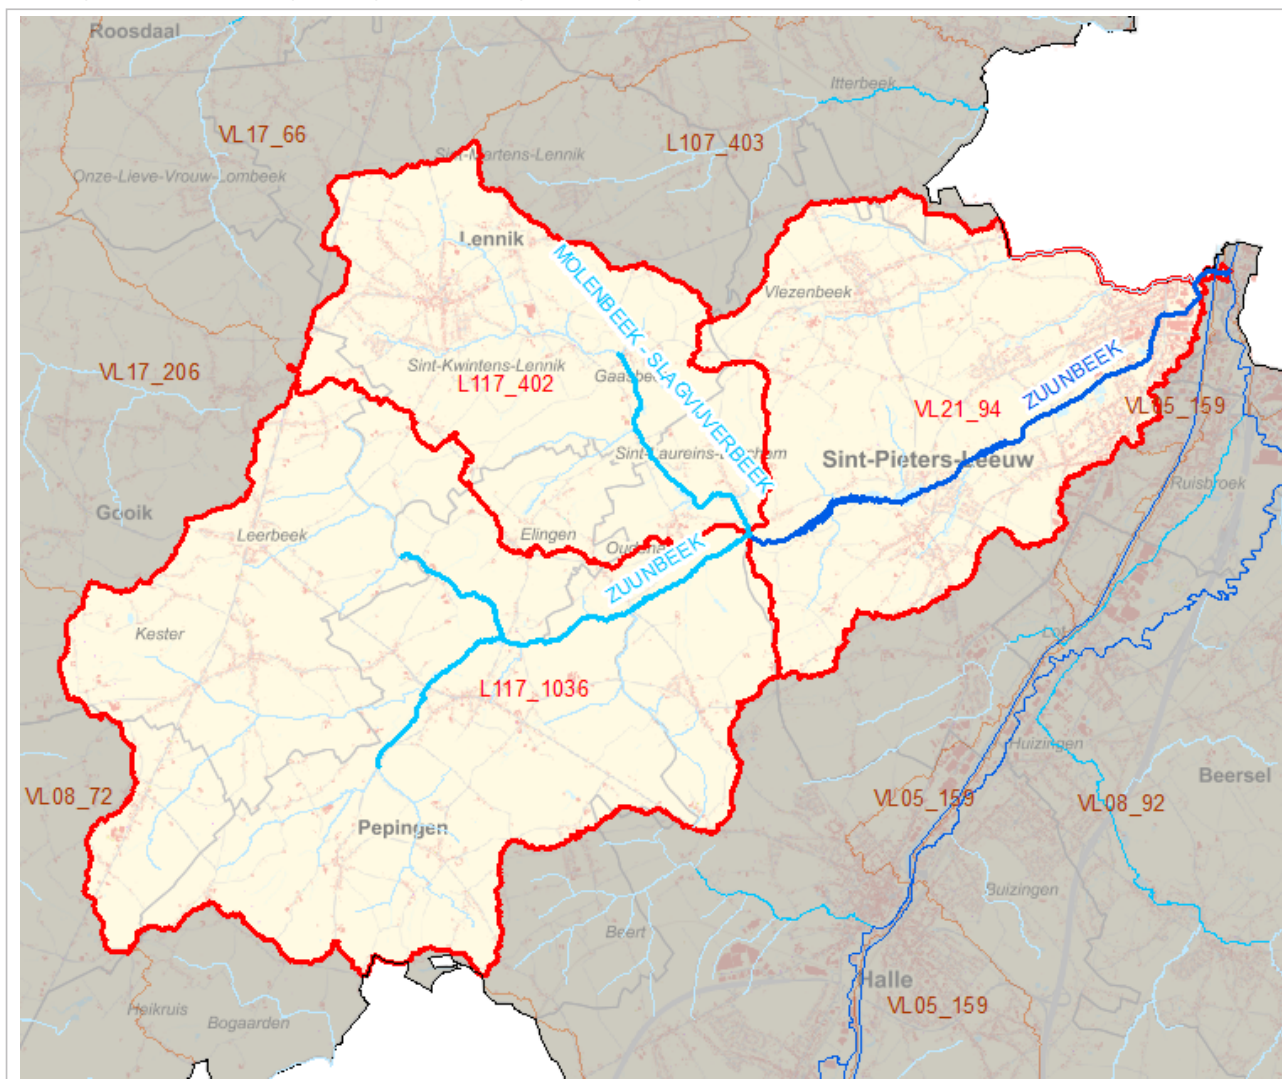 Roosdaal
Itterbeek
VL17_66
L107_403
Sint-Martens-Lennik
Onze-Lieve-Vrouw-Lombeek
Lennik
MOLENBEEK - SLAGVIJVERBEEK
Vlezenbeek
VL17_206
Sint-Kwintens-Lennik
L117_402
ZUUNBEEK
VL21_94
VL05_159
Sint-Pieters-Leeuw
Ruisbroek
Gooik
Leerbeek
Elingen
ZUUNBEEK
Kester
L117_1036
Huizingen
Beersel
VL08_72
VL05_159
VL08_92
Pepingen
Buizingen
Beert
Halle
VL05_159
Heikruis
Bogaarden